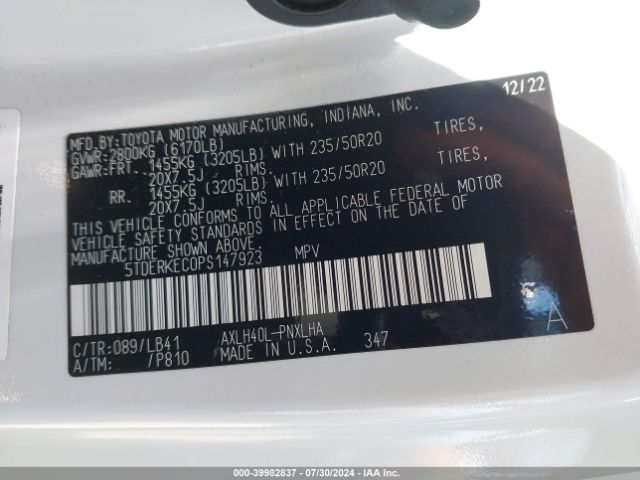 12/22
MFD.BY:TOYOTA MOTOR MANUFACTURING, INDIANA, INC.
GVWR:2800KG (6170LB)
GAWR:FRT. 1455KG (3205LB) WITH 235/50R20 TIRES,
20X7.5J RIMS.
RR. 1455KG (3205LB) WITH 235/50R20 TIRES,
20X7.5J RIMS.
THIS VEHICLE CONFORMS TO ALL APPLICABLE FEDERAL MOTOR
VEHICLE SAFETY STANDARDS IN EFFECT ON THE DATE OF
MANUFACTURE SHOWN ABOVE.
5TDERKEC0PS147923 MPV
C/TR:089/LB41 AXLH40L-PNXLHA A
A/TM: /P810 MADE IN U.S.A. 347
000-39982837 - 07/30/2024 - IAA Inc.